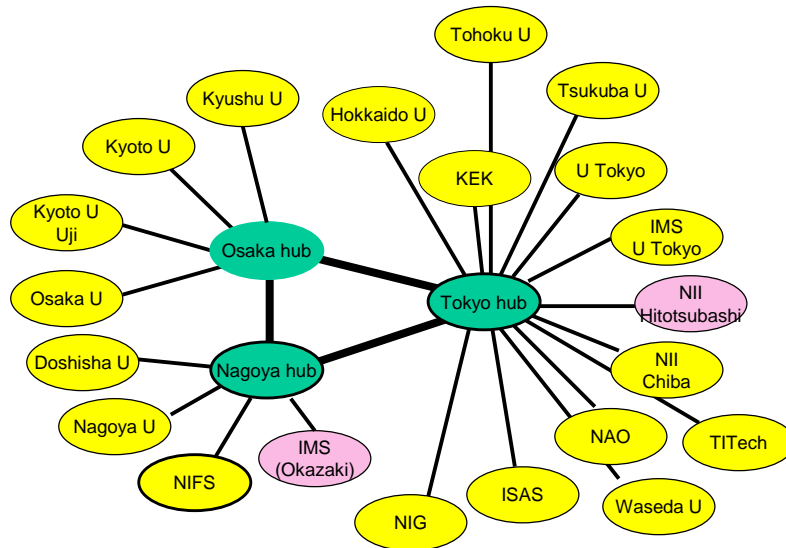 Tohoku U
Kyushu U
Hokkaido U
Tsukuba U
Kyoto U
KEK
U Tokyo
Kyoto U
Uji
IMS
U Tokyo
Osaka hub
Osaka U
Tokyo hub
NII
Hitotsubashi
Doshisha U
Nagoya hub
NII
Chiba
Nagoya U
IMS
(Okazaki)
NAO
TITech
NIFS
ISAS
Waseda U
NIG